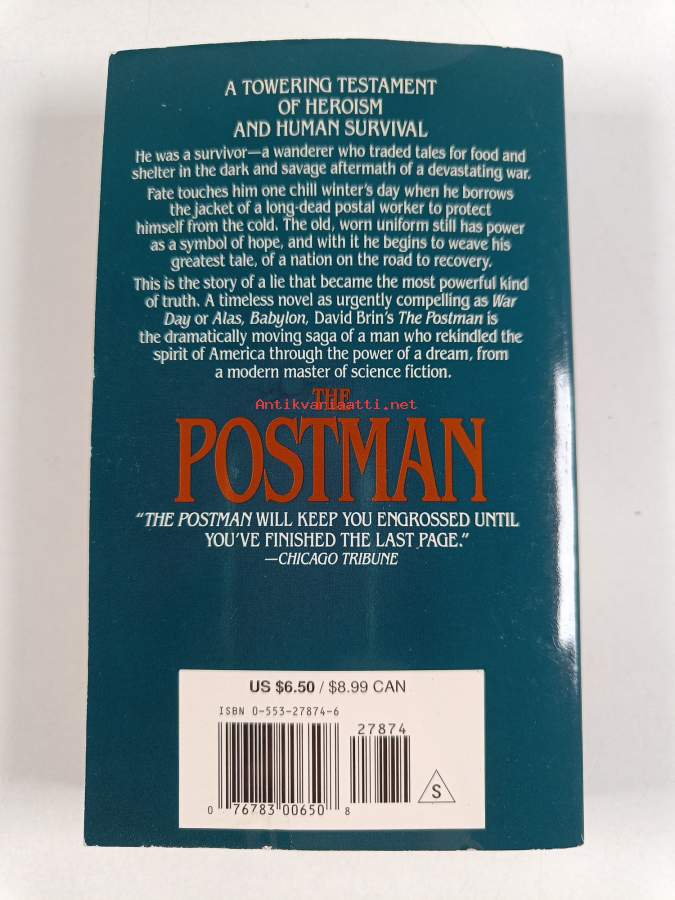 A TOWERING TESTAMENT
OF HEROISM
AND HUMAN SURVIVAL
He was a survivor—a wanderer who traded tales for food and
shelter in the dark and savage aftermath of a devastating war.
Fate touches him one chill winter's day when he borrows
the jacket of a long-dead postal worker to protect
himself from the cold. The old, worn uniform still has power
as a symbol of hope, and with it he begins to weave his
greatest tale, of a nation on the road to recovery.
This is the story of a lie that became the most powerful kind
of truth. A timeless novel as urgently compelling as War
Day or Alas, Babylon, David Brin's The Postman is
the dramatically moving saga of a man who rekindled the
spirit of America through the power of a dream, from
a modern master of science fiction.
THE
Antikvariaatti.net
POSTMAN
"THE POSTMAN WILL KEEP YOU ENGROSSED UNTIL
YOU'VE FINISHED THE LAST PAGE."
—CHICAGO TRIBUNE
US $6.50 / $8.99 CAN
ISBN 0-553-27874-6
27874
S
0 76783 00650 8